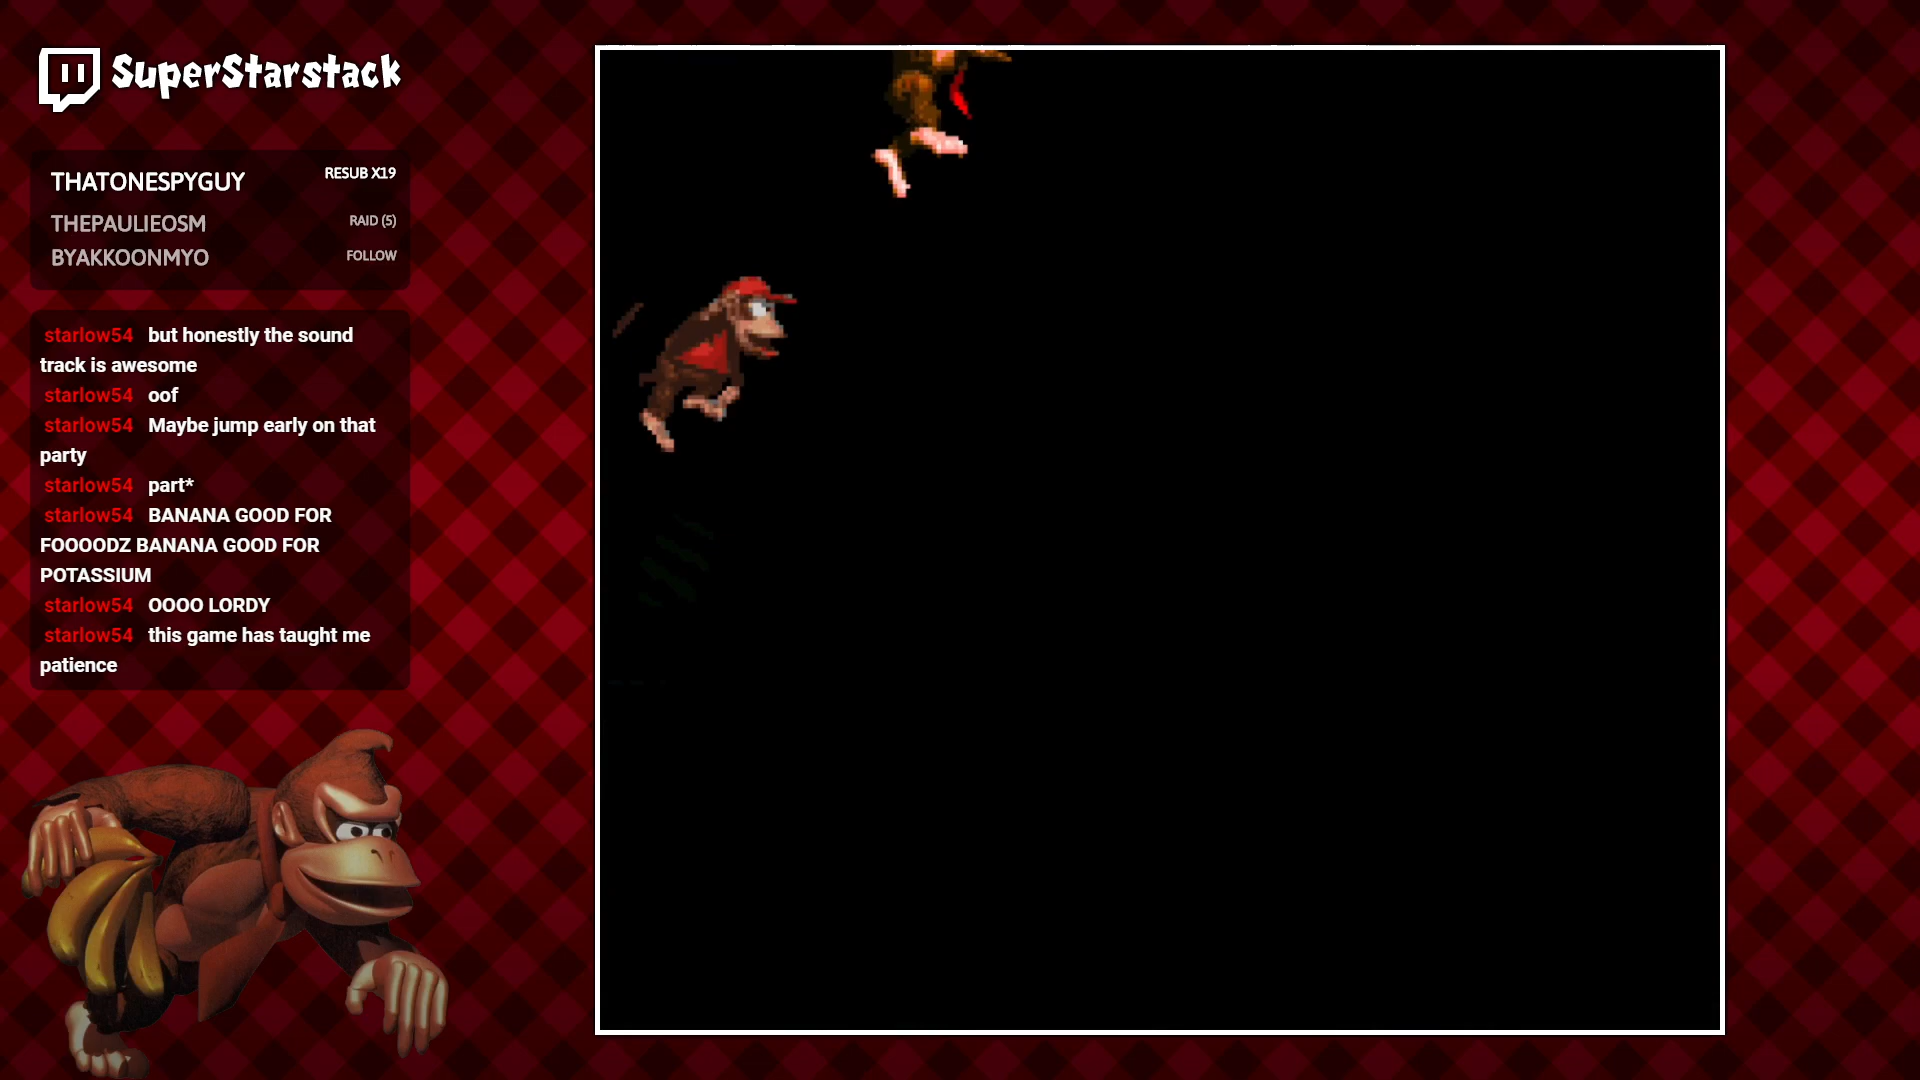 SuperStarstack
THATONESPYGUY RESUB X19
THEPAULIEOSM RAID (5)
BYAKKOONMYO FOLLOW
starlow54 but honestly the sound
track is awesome
starlow54 oof
starlow54 Maybe jump early on that
party
starlow54 part*
starlow54 BANANA GOOD FOR
FOOOODZ BANANA GOOD FOR
POTASSIUM
starlow54 OOOO LORDY
starlow54 this game has taught me
patience